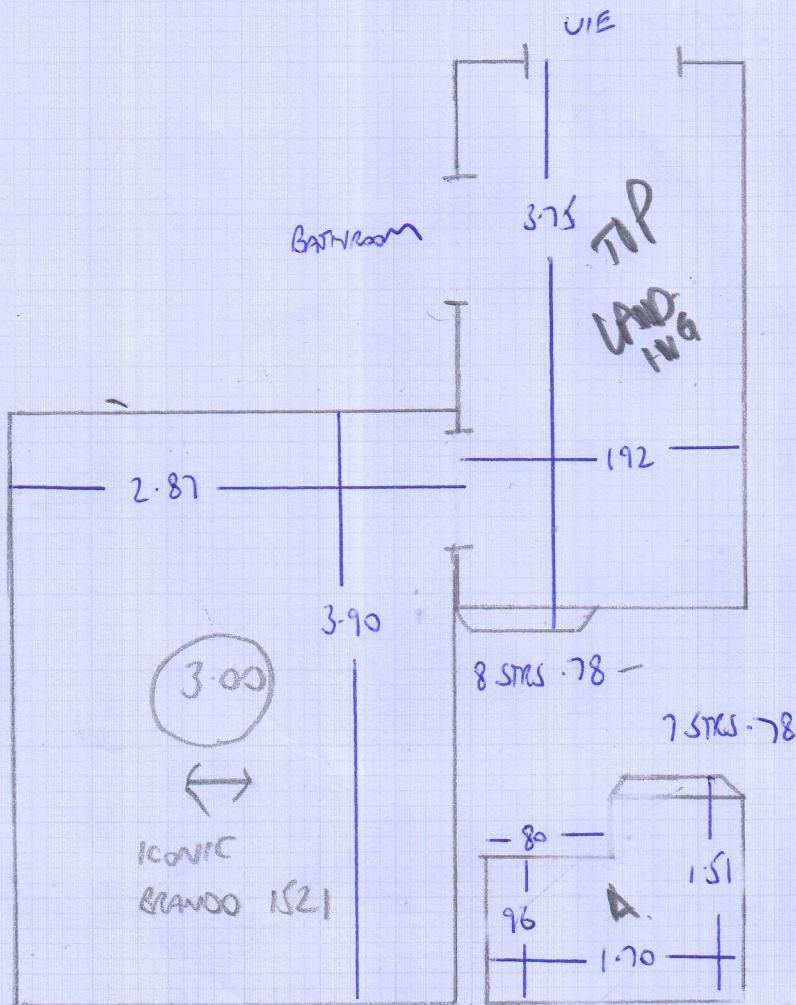 VIE
BATHROOM
3.75
TOP
LANDING
2.87
192
3.90
3.00
8 STRS .78
7 STRS .78
ICONIC
BRANDO 1521
80
1.51
96
A.
1.70